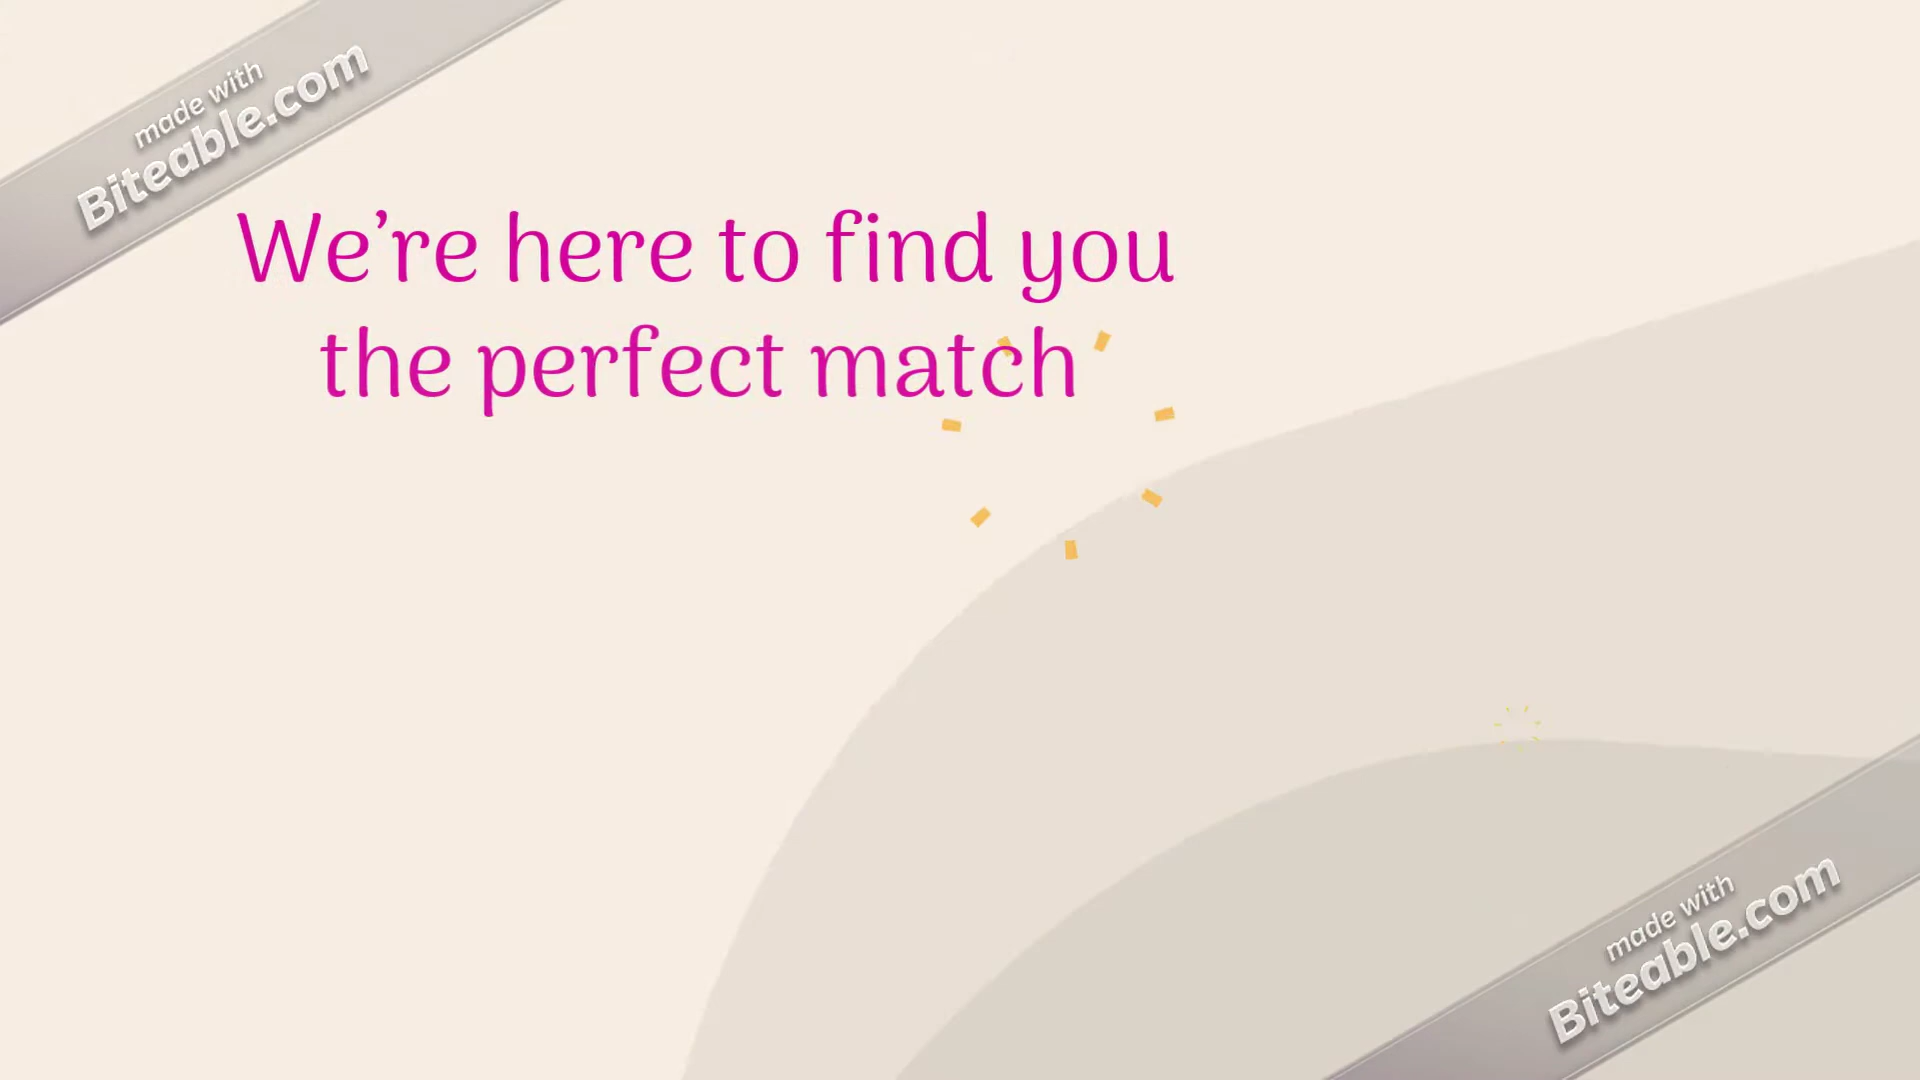 made with
Biteable.com
We’re here to find you
the perfect match
made with
Biteable.com